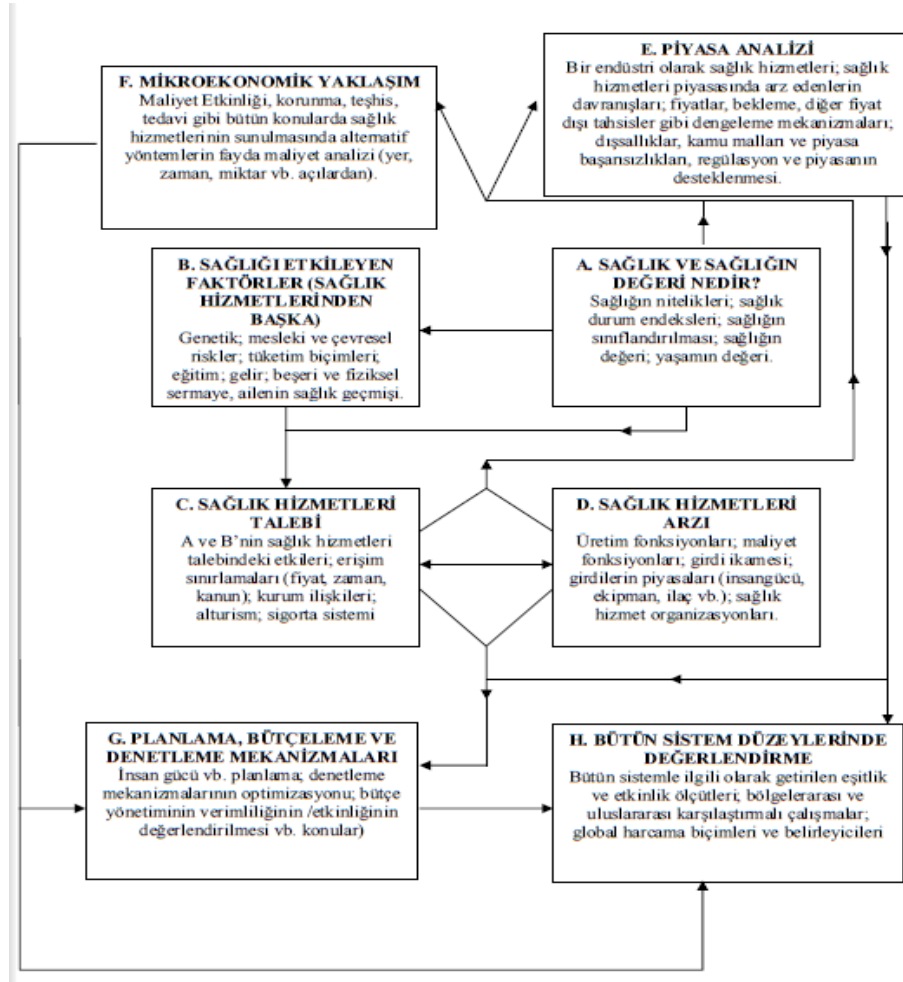 F. MİKROEKONOMİK YAKLAŞIM
Maliyet Etkinliği, korunma, teşhis,
tedavi gibi bütün konularda sağlık
hizmetlerinin sunulmasında alternatif
yöntemlerin fayda maliyet analizi (yer,
zaman, miktar vb. açılardan).
E. PİYASA ANALİZİ
Bir endüstri olarak sağlık hizmetleri; sağlık
hizmetleri piyasasında arz edenlerin
davranışları; fiyatlar, bekleme, diğer fiyat
dışı tahsisler gibi dengeleme mekanizmaları;
dışsallıklar, kamu malları ve piyasa
başarısızlıkları, regülasyon ve piyasanın
desteklenmesi.
B. SAĞLIĞI ETKİLEYEN
FAKTÖRLER (SAĞLIK
HİZMETLERİNDEN
BAŞKA)
Genetik; mesleki ve çevresel
riskler; tüketim biçimleri;
eğitim; gelir; beşeri ve fiziksel
sermaye, ailenin sağlık geçmişi.
A. SAĞLIK VE SAĞLIĞIN
DEĞERİ NEDİR?
Sağlığın nitelikleri; sağlık
durum endeksleri; sağlığın
sınıflandırılması; sağlığın
değeri; yaşamın değeri.
C. SAĞLIK HİZMETLERİ
TALEBİ
A ve B'nin sağlık hizmetleri
talebindeki etkileri; erişim
sınırlamaları (fiyat, zaman,
kanun); kurum ilişkileri;
alturism; sigorta sistemi
D. SAĞLIK HİZMETLERİ
ARZI
Üretim fonksiyonları; maliyet
fonksiyonları; girdi ikamesi;
girdilerin piyasaları (insangücü,
ekipman, ilaç vb.); sağlık
hizmet organizasyonları.
G. PLANLAMA, BÜTÇELEME VE
DENETLEME MEKANİZMALARI
İnsan gücü vb. planlama; denetleme
mekanizmalarının optimizasyonu; bütçe
yönetiminin verimliliğinin /etkinliğinin
değerlendirilmesi vb. konular)
H. BÜTÜN SİSTEM DÜZEYLERİNDE
DEĞERLENDİRME
Bütün sistemle ilgili olarak getirilen eşitlik
ve etkinlik ölçütleri; bölgelerarası ve
uluslararası karşılaştırmalı çalışmalar;
global harcama biçimleri ve belirleyicileri